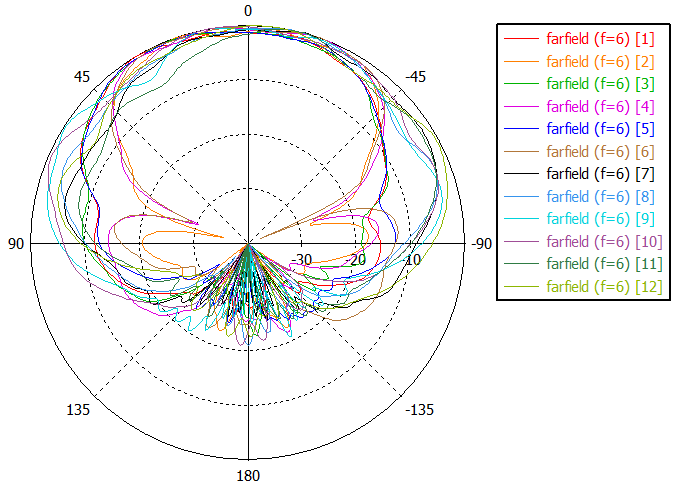 0
45
-45
90
-30
-20
-10
-90
135
-135
180
farfield (f=6) [1]
farfield (f=6) [2]
farfield (f=6) [3]
farfield (f=6) [4]
farfield (f=6) [5]
farfield (f=6) [6]
farfield (f=6) [7]
farfield (f=6) [8]
farfield (f=6) [9]
farfield (f=6) [10]
farfield (f=6) [11]
farfield (f=6) [12]